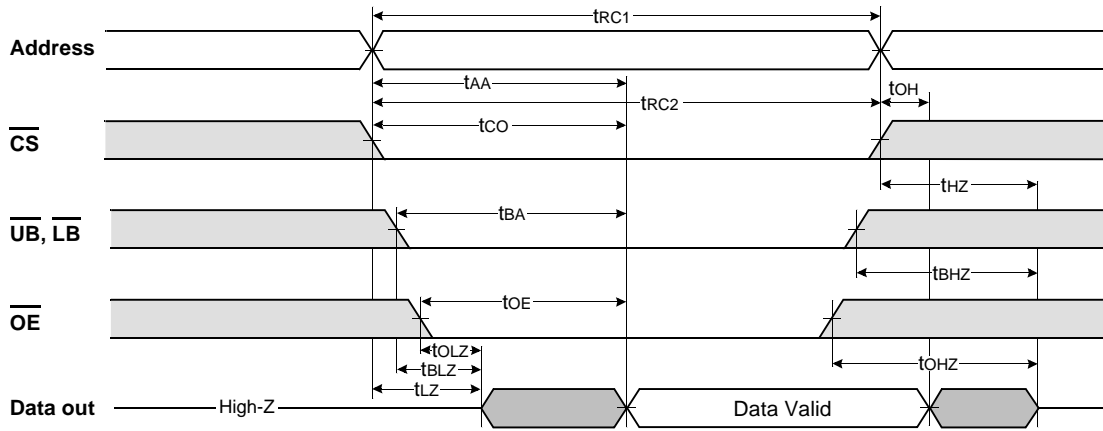 tRC1
Address
tAA
tOH
tRC2
tCO
CS
tHZ
tBA
UB, LB
tBHZ
tOE
OE
tOLZ
tOHZ
tBLZ
tLZ
Data out
High-Z
Data Valid